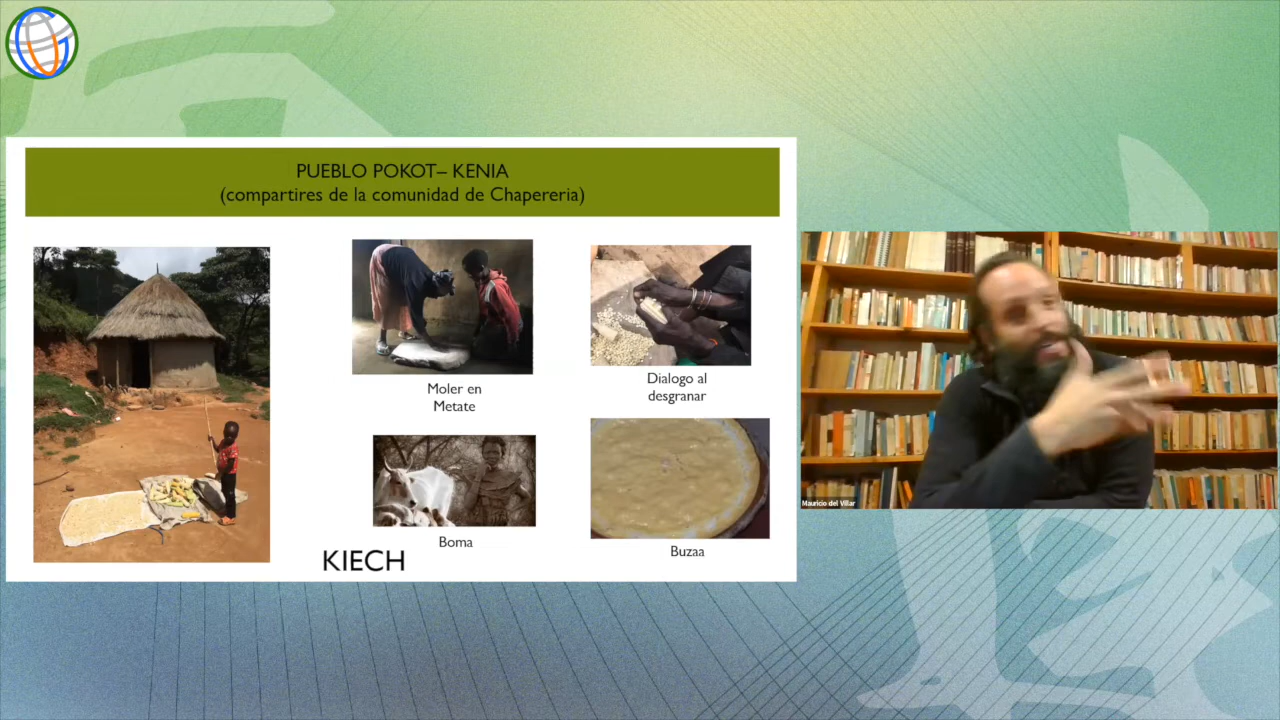 PUEBLO POKOT– KENIA
(compartires de la comunidad de Chapereria)
Moler en
Metate
Dialogo al
desgranar
Boma
Buzaa
KIECH
Mauricio del Villar